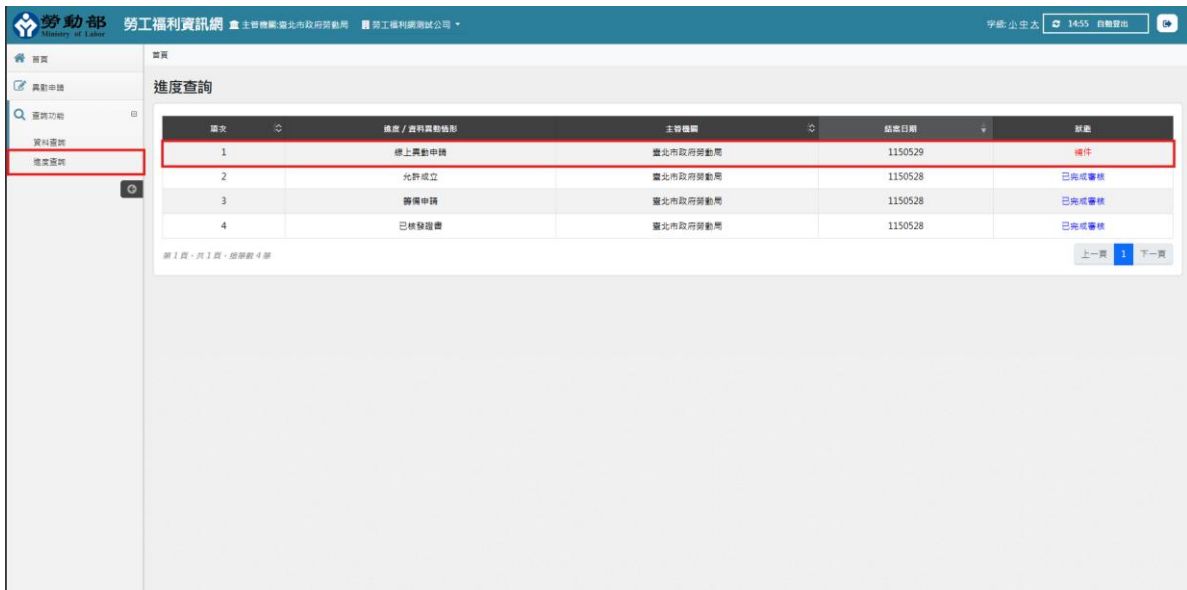 勞動部 勞工福利資訊網 主管機關:臺北市政府勞動局 勞工福利網測試公司 字級:小 中 大 14:55 自動登出
Ministry of Labor
首頁
異動申請
查詢功能
資料查詢
進度查詢
首頁
進度查詢
項次 進度 / 資料異動情形 主管機關 結案日期 狀態
1 線上異動申請 臺北市政府勞動局 1150529 補件
2 允許成立 臺北市政府勞動局 1150528 已完成審核
3 籌備申請 臺北市政府勞動局 1150528 已完成審核
4 已核發證書 臺北市政府勞動局 1150528 已完成審核
第 1 頁，共 1 頁，總筆數 4 筆
上一頁 1 下一頁